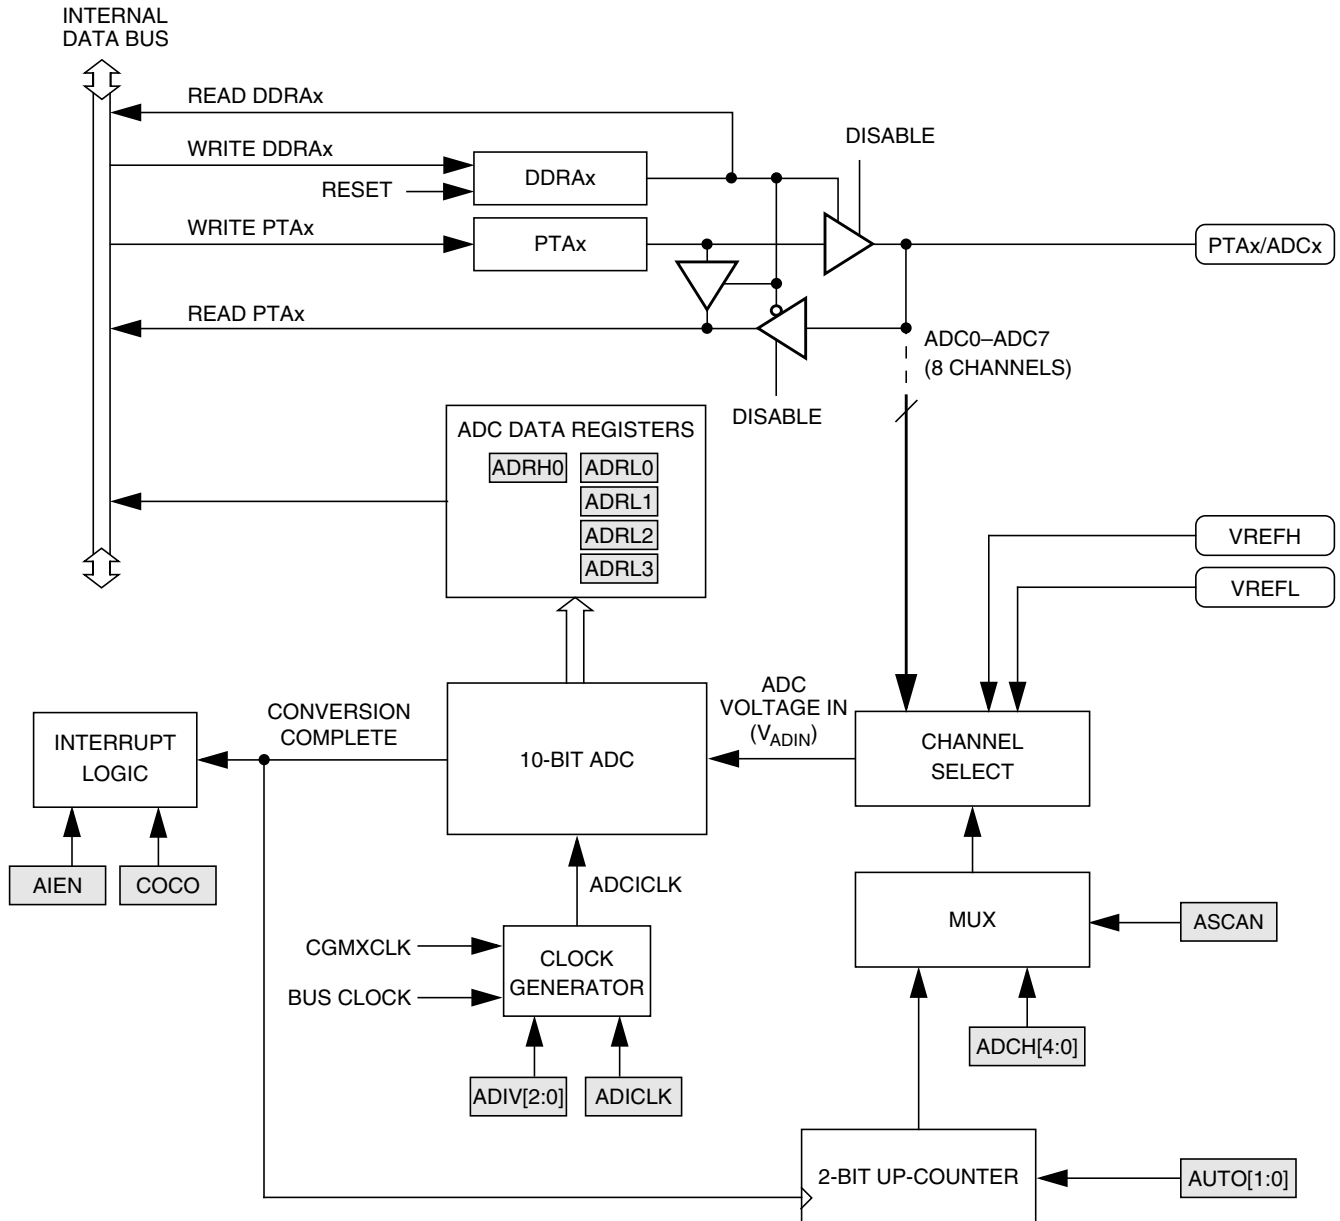 INTERNAL
DATA BUS
READ DDRAx
WRITE DDRAx
RESET
DDRAx
DISABLE
WRITE PTAx
PTAx
PTAx/ADCx
READ PTAx
DISABLE
ADC0–ADC7
(8 CHANNELS)
ADC DATA REGISTERS
ADRH0 ADRL0
ADRL1
ADRL2
ADRL3
VREFH
VREFL
INTERRUPT
LOGIC
CONVERSION
COMPLETE
10-BIT ADC
ADC
VOLTAGE IN
(VADIN)
CHANNEL
SELECT
AIEN
COCO
ADCICLK
MUX
ASCAN
CGMXCLK
BUS CLOCK
CLOCK
GENERATOR
ADCH[4:0]
ADIV[2:0]
ADICLK
2-BIT UP-COUNTER
AUTO[1:0]